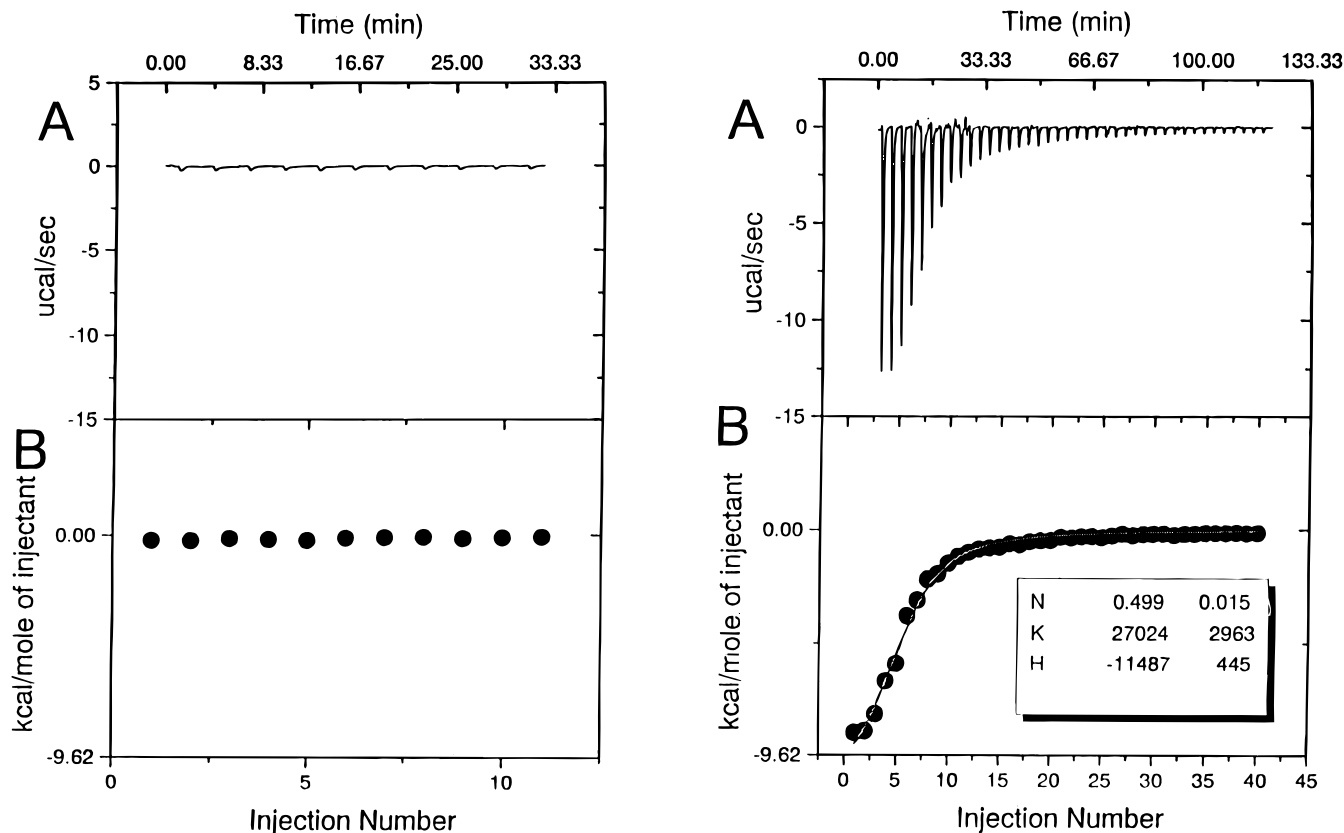 Time (min)
0.00 8.33 16.67 25.00 33.33
A
5
0
-5
-10
-15
ucal/sec
B
0.00
-9.62
kcal/mole of injectant
0 5 10
Injection Number
Time (min)
0.00 33.33 66.67 100.00 133.33
A
0
-5
-10
-15
ucal/sec
B
0.00
-9.62
kcal/mole of injectant
N 0.499 0.015
K 27024 2963
H -11487 445
0 5 10 15 20 25 30 35 40 45
Injection Number